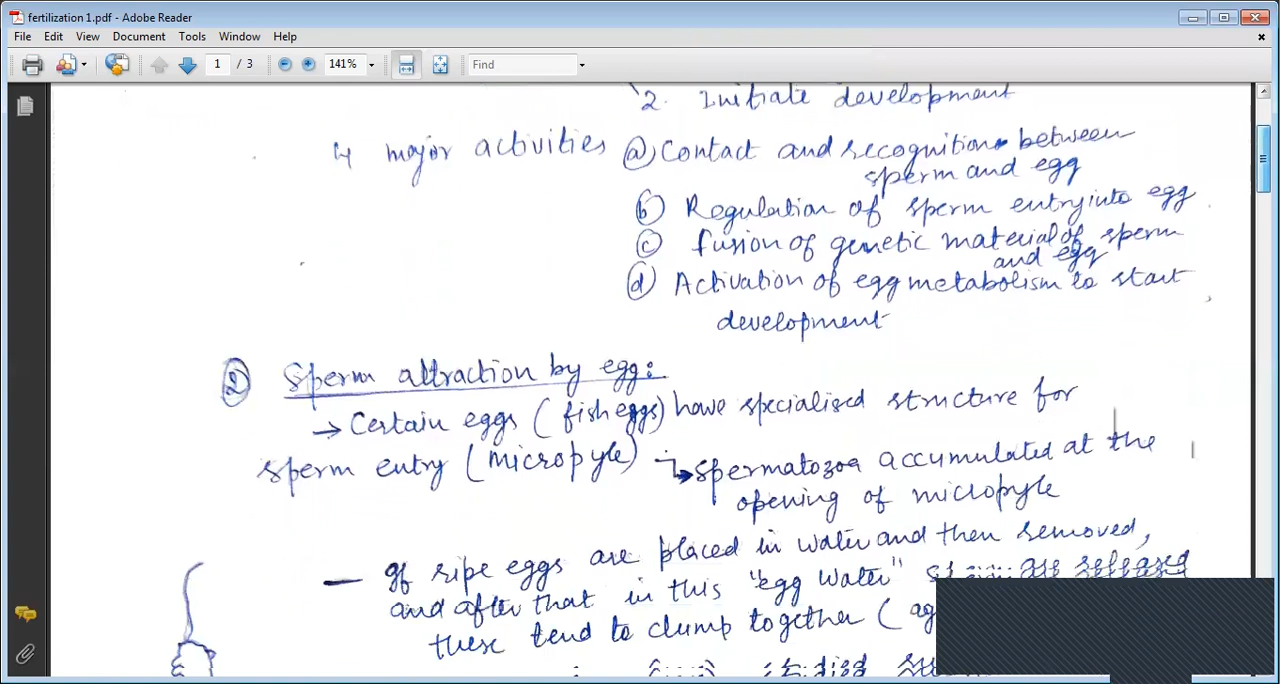 fertilization 1.pdf - Adobe Reader
File Edit View Document Tools Window Help
1 / 3 141% Find
2. Initiate development
4 major activities (a) Contact and recognition between
sperm and egg
(b) Regulation of sperm entry into egg
(c) fusion of genetic material of sperm
and egg
(d) Activation of egg metabolism to start
development
(2) Sperm attraction by egg:
→ Certain eggs (fish eggs) have specialised structure for
sperm entry (micropyle) → spermatozoa accumulated at the
opening of micropyle
— If ripe eggs are placed in water and then removed,
and after that in this "egg water" are released
these tend to clump together (ag